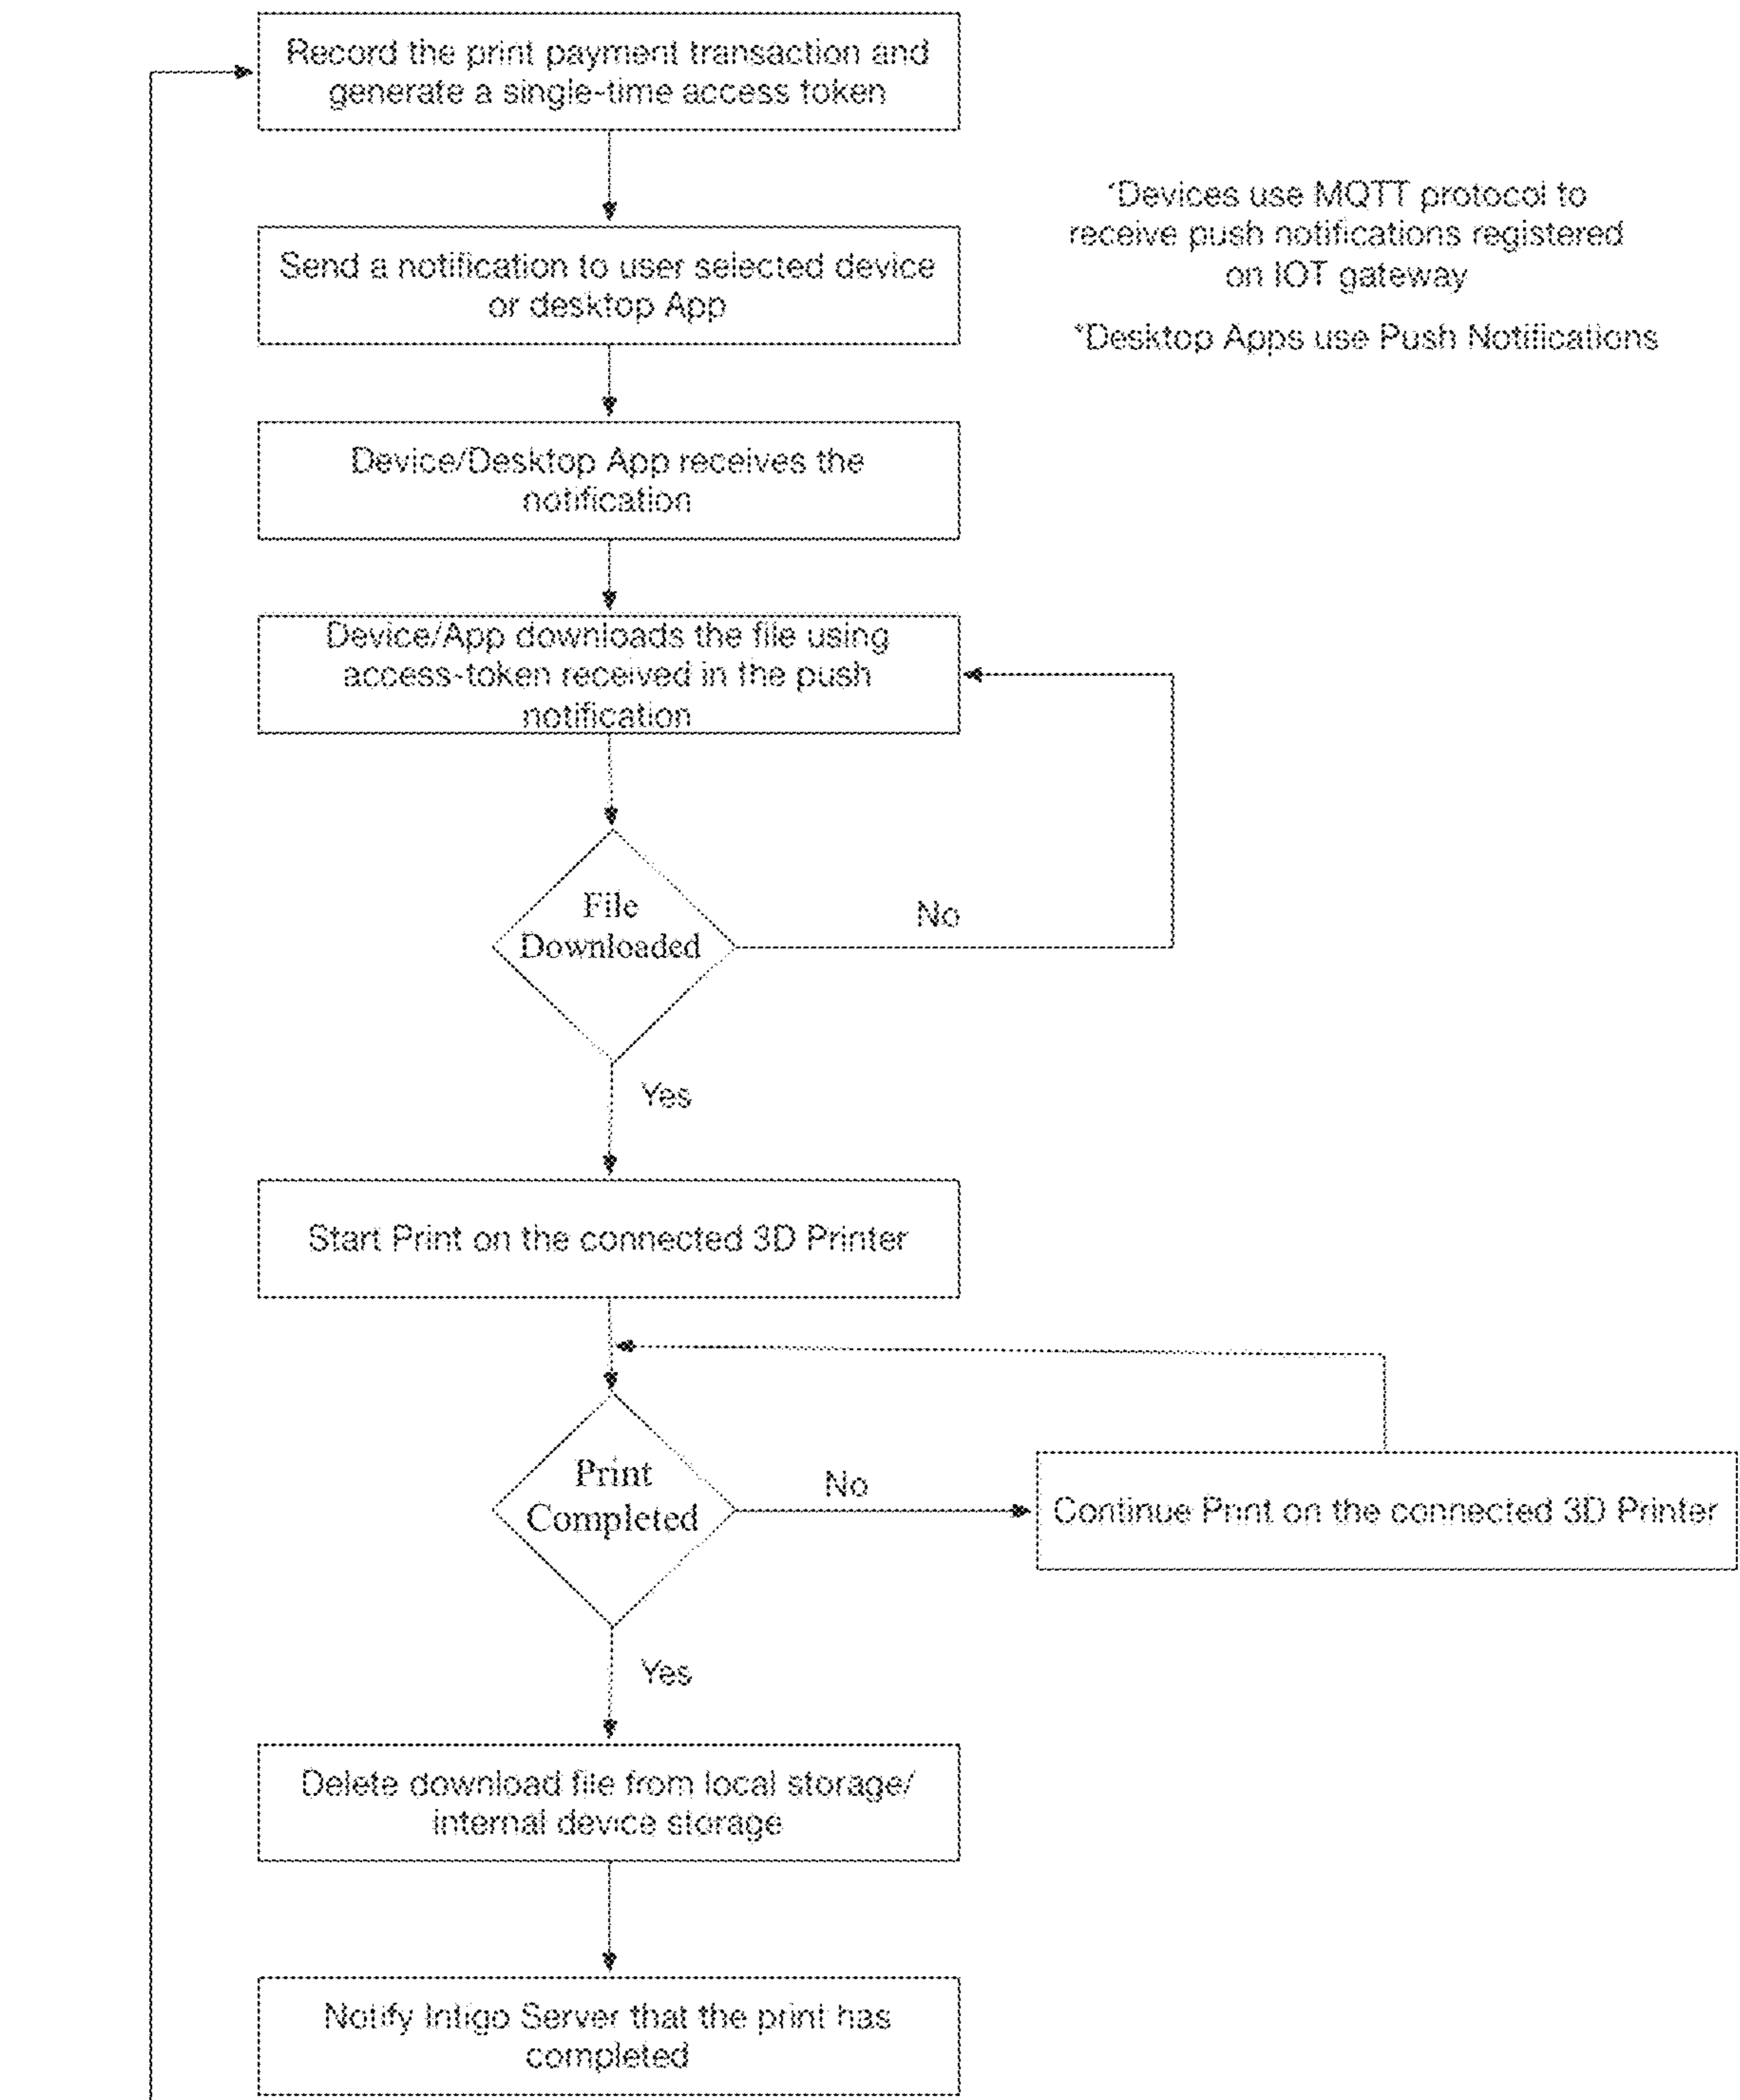 Record the print payment transaction and
generate a single-time access token
*Devices use MQTT protocol to
receive push notifications registered
on IOT gateway
Send a notification to user selected device
or desktop App
*Desktop Apps use Push Notifications
Device/Desktop App receives the
notification
Device/App downloads the file using
access-token received in the push
notification
File
Downloaded
No
Yes
Start Print on the connected 3D Printer
Print
Completed
No
Continue Print on the connected 3D Printer
Yes
Delete download file from local storage/
internal device storage
Notify Intigo Server that the print has
completed